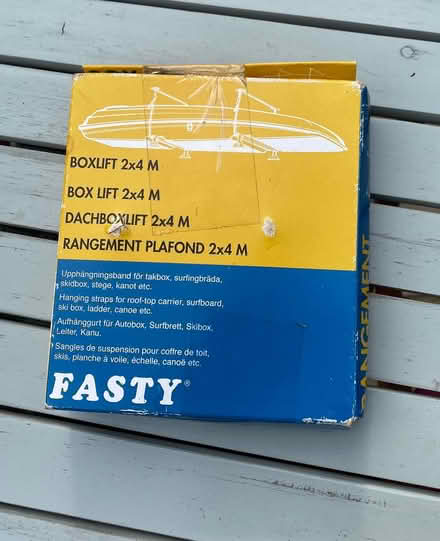 BOXLIFT 2x4 M
BOX LIFT 2x4 M
DACHBOXLIFT 2x4 M
RANGEMENT PLAFOND 2x4 M
Upphängningsband för takbox, surfingbräda,
skidbox, stege, kanot etc.
Hanging straps for roof-top carrier, surfboard,
ski box, ladder, canoe etc.
Aufhänggurt für Autobox, Surfbrett, Skibox,
Leiter, Kanu.
Sangles de suspension pour coffre de toit,
skis, planche à voile, échelle, canoë etc.
FASTY®
RANGEMENT